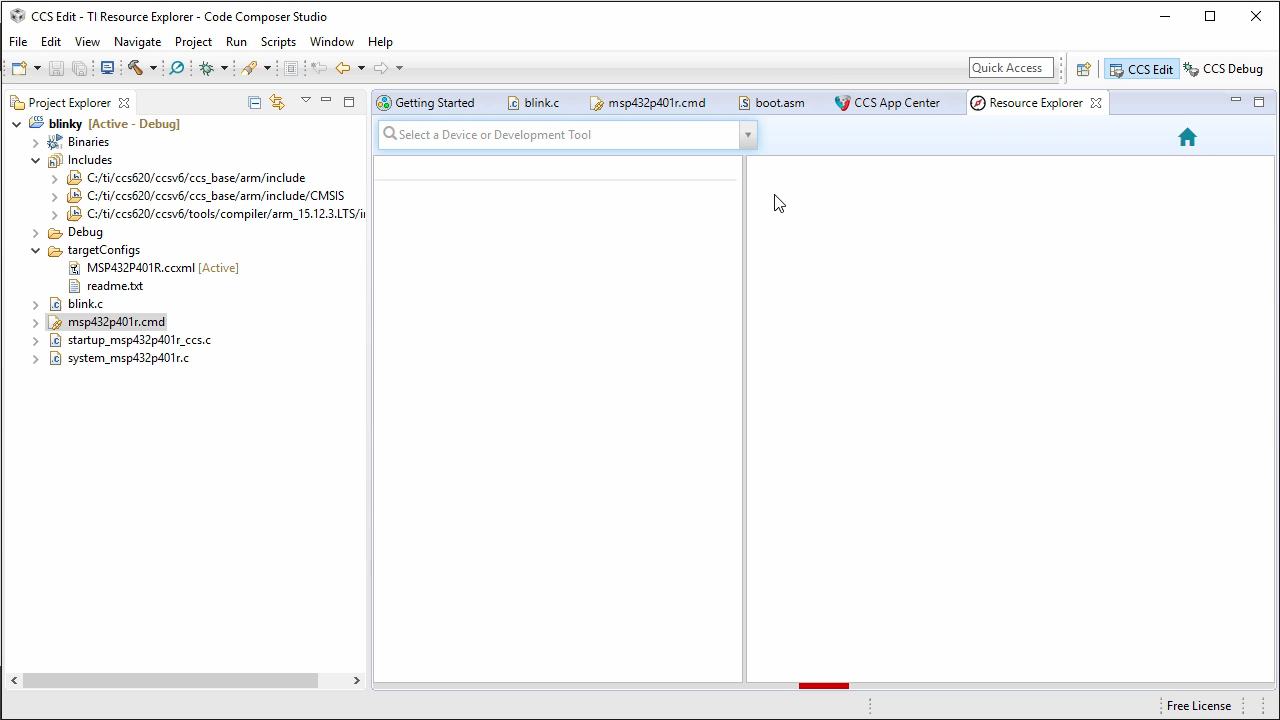 CCS Edit - TI Resource Explorer - Code Composer Studio
File Edit View Navigate Project Run Scripts Window Help
Quick Access CCS Edit CCS Debug
Project Explorer
Getting Started blink.c msp432p401r.cmd boot.asm CCS App Center Resource Explorer
Select a Device or Development Tool
blinky [Active - Debug]
Binaries
Includes
C:/ti/ccs620/ccsv6/ccs_base/arm/include
C:/ti/ccs620/ccsv6/ccs_base/arm/include/CMSIS
C:/ti/ccs620/ccsv6/tools/compiler/arm_15.12.3.LTS/i
Debug
targetConfigs
MSP432P401R.ccxml [Active]
readme.txt
blink.c
msp432p401r.cmd
startup_msp432p401r_ccs.c
system_msp432p401r.c
Free License